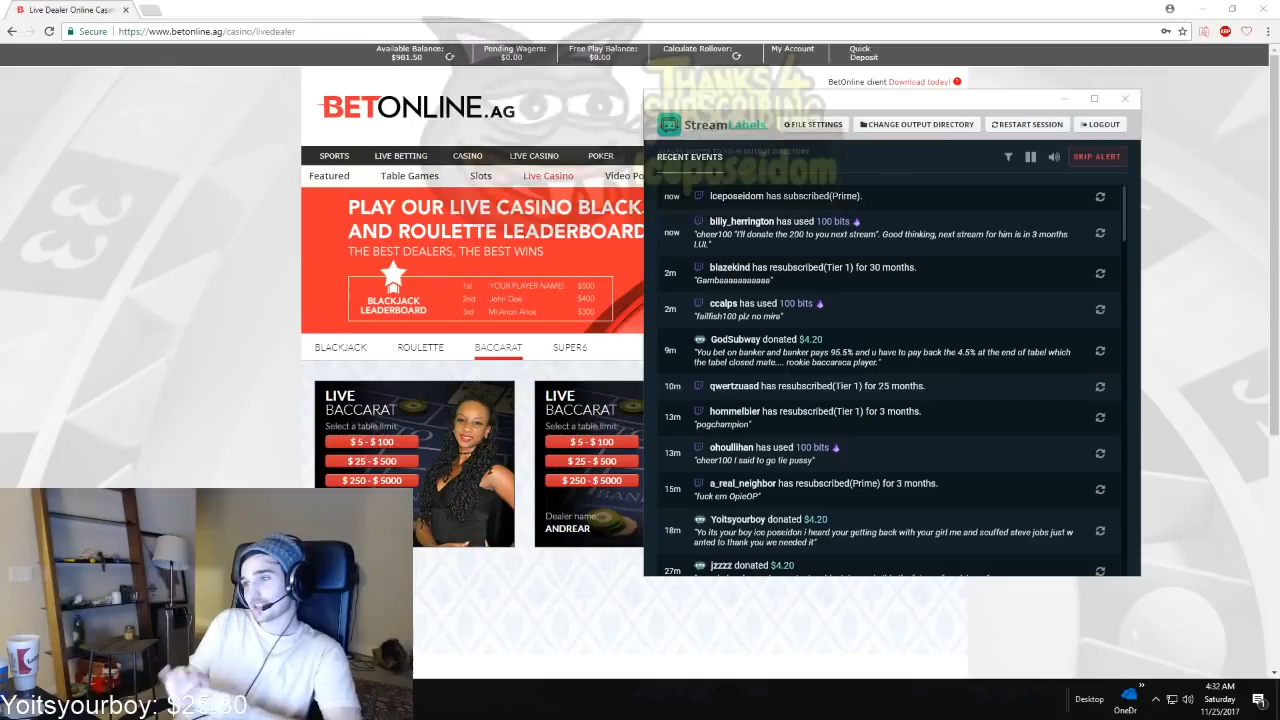 Live Dealer Online Casino
Secure
https://www.betonline.ag/casino/livedealer
Available Balance:
$981.50
Pending Wagers:
$0.00
Free Play Balance:
$0.00
Calculate Rollover:
My Account
Quick
Deposit
THANKS 4
SUBSCRIBING
BetOnline client Download today!
BETONLINE.AG
SPORTS LIVE BETTING CASINO LIVE CASINO POKER
Featured Table Games Slots Live Casino Video Po
PLAY OUR LIVE CASINO BLACK
AND ROULETTE LEADERBOARD
THE BEST DEALERS, THE BEST WINS
BLACKJACK
LEADERBOARD
1st YOUR PLAYER NAME! $500
2nd John Doe $400
3rd Mr.Anon Anos $300
BLACKJACK ROULETTE BACCARAT SUPER6
LIVE
BACCARAT
Select a table limit:
$ 5 - $ 100
$ 25 - $ 500
$ 250 - $ 5000
LIVE
BACCARAT
Select a table limit:
$ 5 - $ 100
$ 25 - $ 500
$ 250 - $ 5000
Dealer name:
ANDREAR
StreamLabels
FILE SETTINGS CHANGE OUTPUT DIRECTORY RESTART SESSION LOGOUT
RECENT EVENTS
SKIP ALERT
now Iceposeidom has subscribed(Prime).
now billy_herrington has used 100 bits
"cheer100 "I'll donate the 200 to you next stream". Good thinking, next stream for him is in 3 months
LUL"
2m blazekind has resubscribed(Tier 1) for 30 months.
"Gambaaaaaaaaaaa"
2m ccalps has used 100 bits
"failfish100 plz no mira"
9m GodSubway donated $4.20
"You bet on banker and banker pays 95.5% and u have to pay back the 4.5% at the end of tabel which
the tabel closed mate.... rookie baccaraca player."
10m qwertzuasd has resubscribed(Tier 1) for 25 months.
13m hommelbier has resubscribed(Tier 1) for 3 months.
"pogchampion"
13m ohoullihan has used 100 bits
"cheer100 I said to go tie pussy"
15m a_real_neighbor has resubscribed(Prime) for 3 months.
"fuck em OpieOP"
18m Yoitsyourboy donated $4.20
"Yo its your boy ice poseidon i heard your getting back with your girl me and scuffed steve jobs just w
anted to thank you we needed it"
27m jzzzz donated $4.20
Yoitsyourboy: $25.80
Desktop
OneDr
4:32 AM
Saturday
11/25/2017